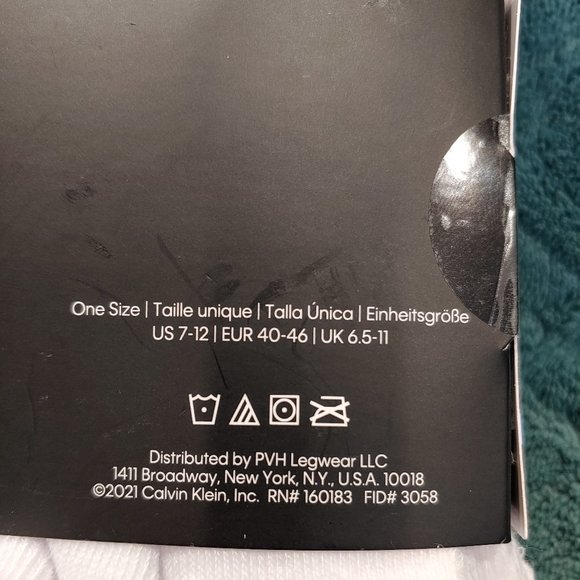 One Size | Taille unique | Talla Única | Einheitsgröße
US 7-12 | EUR 40-46 | UK 6.5-11
Distributed by PVH Legwear LLC
1411 Broadway, New York, N.Y., U.S.A. 10018
©2021 Calvin Klein, Inc. RN# 160183 FID# 3058